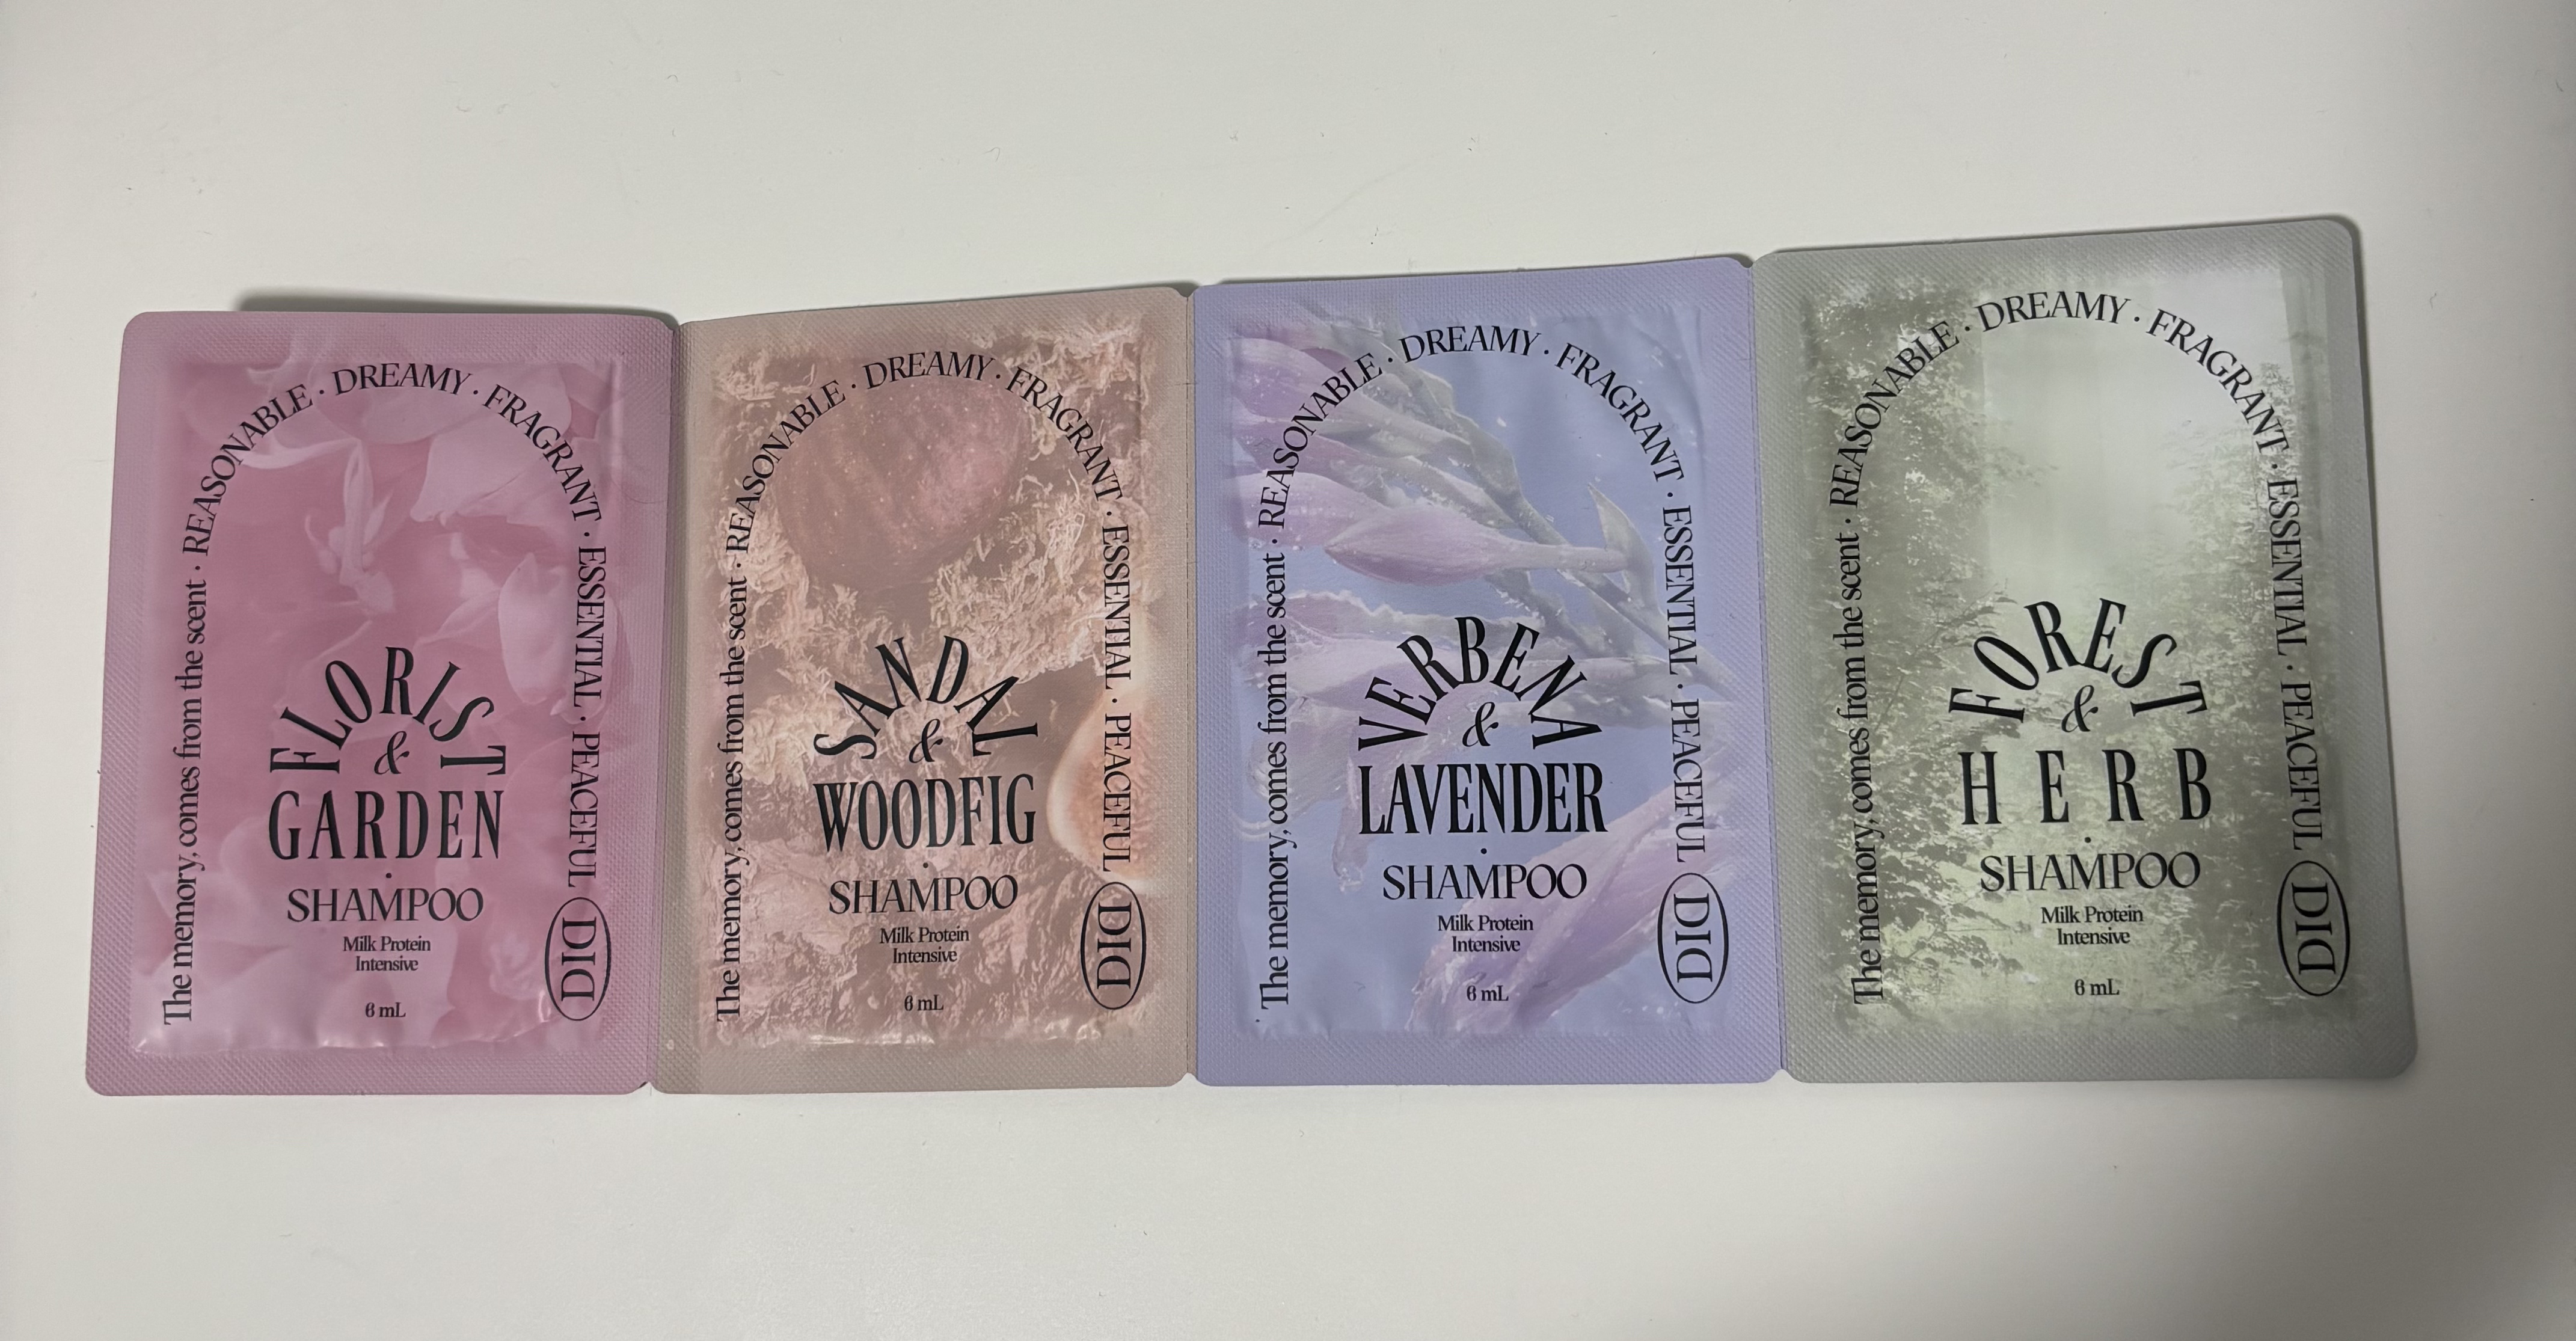 The memory, comes from the scent · REASONABLE · DREAMY · FRAGRANT · ESSENTIAL · PEACEFUL DID
FLORIST
&
GARDEN
·
SHAMPOO
Milk Protein
Intensive
6 mL
The memory, comes from the scent · REASONABLE · DREAMY · FRAGRANT · ESSENTIAL · PEACEFUL DID
SANDAL
&
WOODFIG
·
SHAMPOO
Milk Protein
Intensive
6 mL
The memory, comes from the scent · REASONABLE · DREAMY · FRAGRANT · ESSENTIAL · PEACEFUL DID
VERBENA
&
LAVENDER
·
SHAMPOO
Milk Protein
Intensive
6 mL
The memory, comes from the scent · REASONABLE · DREAMY · FRAGRANT · ESSENTIAL · PEACEFUL DID
FOREST
&
HERB
·
SHAMPOO
Milk Protein
Intensive
6 mL